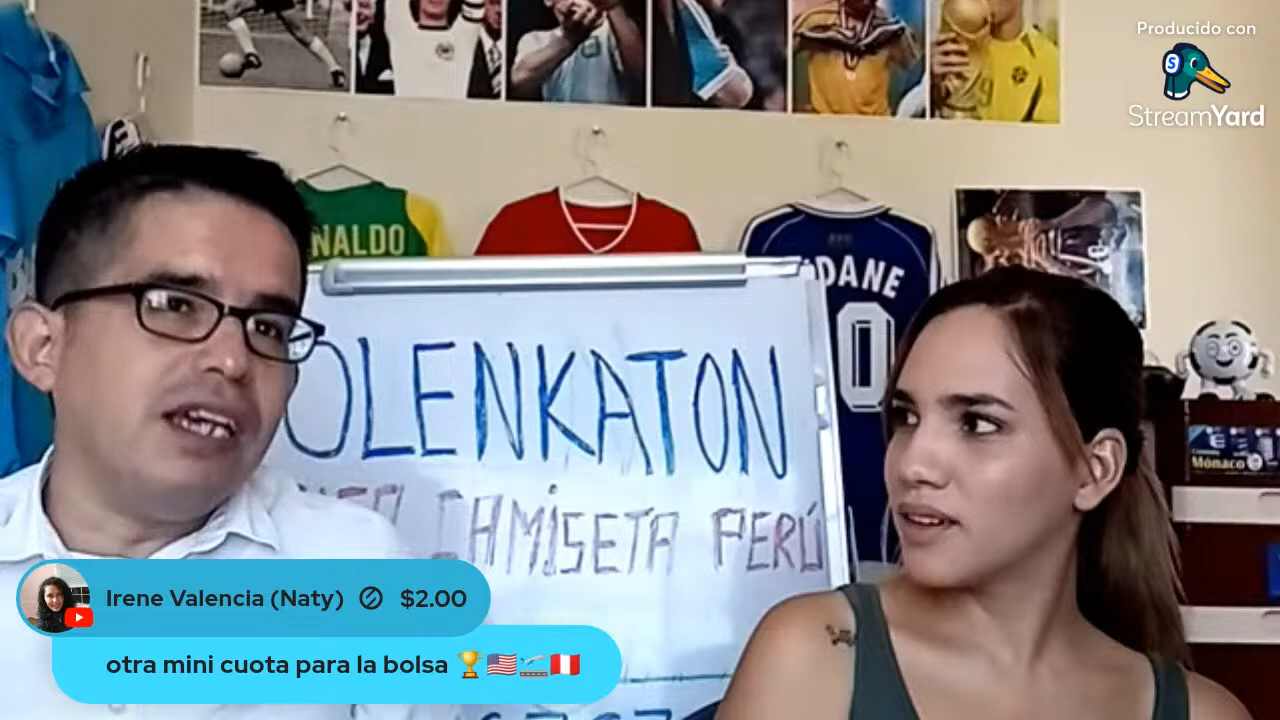 Producido con
StreamYard
NALDO
DANE
OLENKATON
CAMISETA PERÚ
Mónaco
Irene Valencia (Naty) $2.00
otra mini cuota para la bolsa 🏆🇺🇸🛫🇵🇪